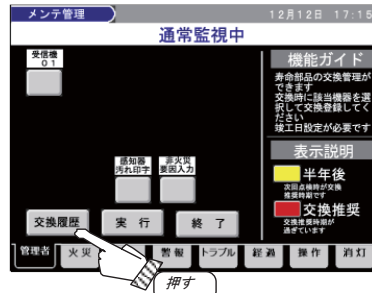 メンテ管理
12月12日 17:15
通常監視中
受信機
01
感知器
汚れ印字
非火災
要因入力
交換履歴
実行
終了
機能ガイド
寿命部品の交換管理が
できます
交換時に該当機器を選
択して交換登録してく
ださい
竣工日設定が必要です
表示説明
半年後
次回点検時が交換
推奨時期です
交換推奨
交換推奨時期が
過ぎています
管理者
火災
警報
トラブル
経過
操作
消灯
押す